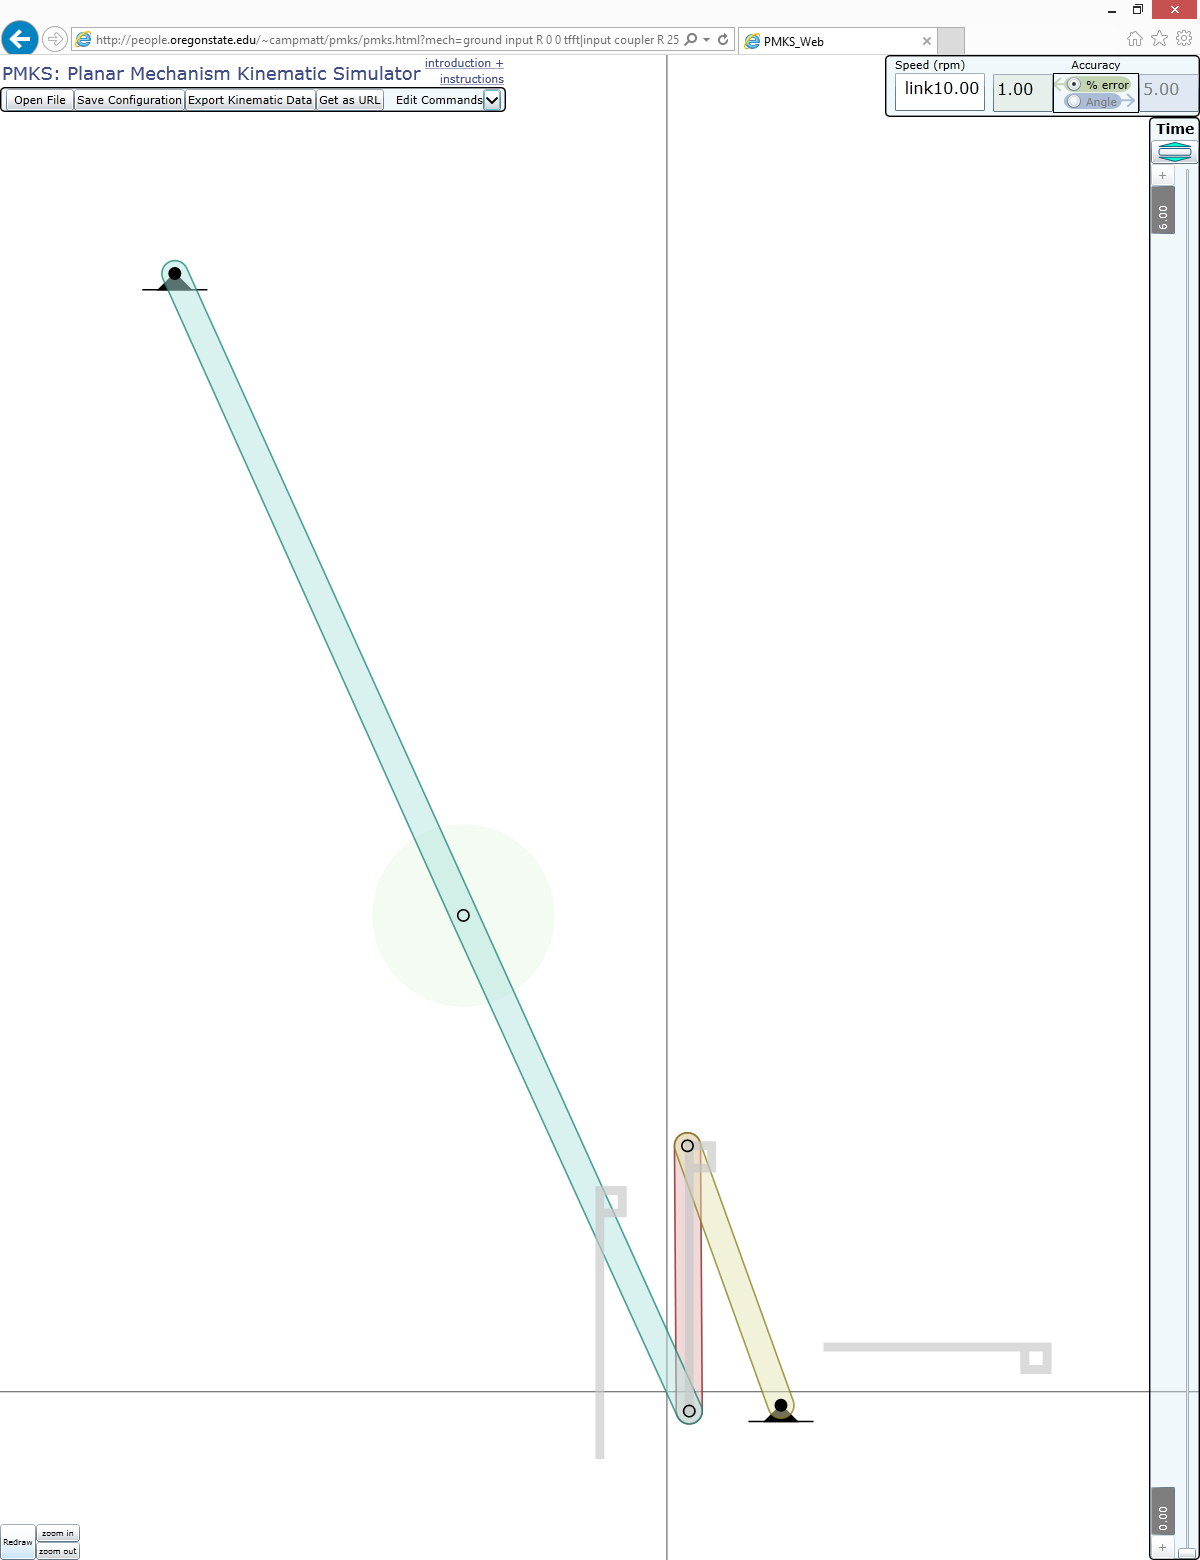 http://people.oregonstate.edu/~campmatt/pmks/pmks.html?mech=ground input R 0 0 tfft|input coupler R 25
PMKS_Web
PMKS: Planar Mechanism Kinematic Simulator
introduction +
instructions
Open File Save Configuration Export Kinematic Data Get as URL Edit Commands
Speed (rpm) Accuracy
link10.00 1.00 % error 5.00
Angle
Time
+
6.00
0.00
+
Redraw
zoom in
zoom out